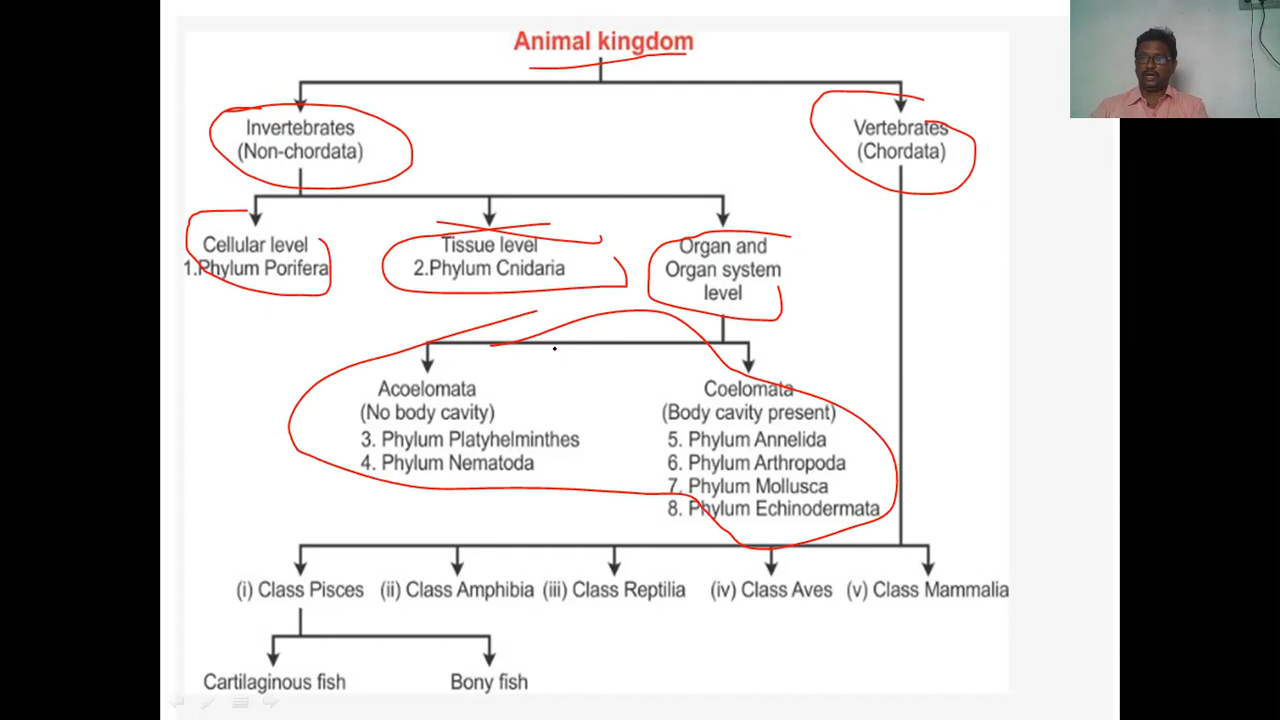 Animal kingdom
Invertebrates
(Non-chordata)
Vertebrates
(Chordata)
Cellular level
1.Phylum Porifera
Tissue level
2.Phylum Cnidaria
Organ and
Organ system
level
Acoelomata
(No body cavity)
3. Phylum Platyhelminthes
4. Phylum Nematoda
Coelomata
(Body cavity present)
5. Phylum Annelida
6. Phylum Arthropoda
7. Phylum Mollusca
8. Phylum Echinodermata
(i) Class Pisces
(ii) Class Amphibia
(iii) Class Reptilia
(iv) Class Aves
(v) Class Mammalia
Cartilaginous fish
Bony fish